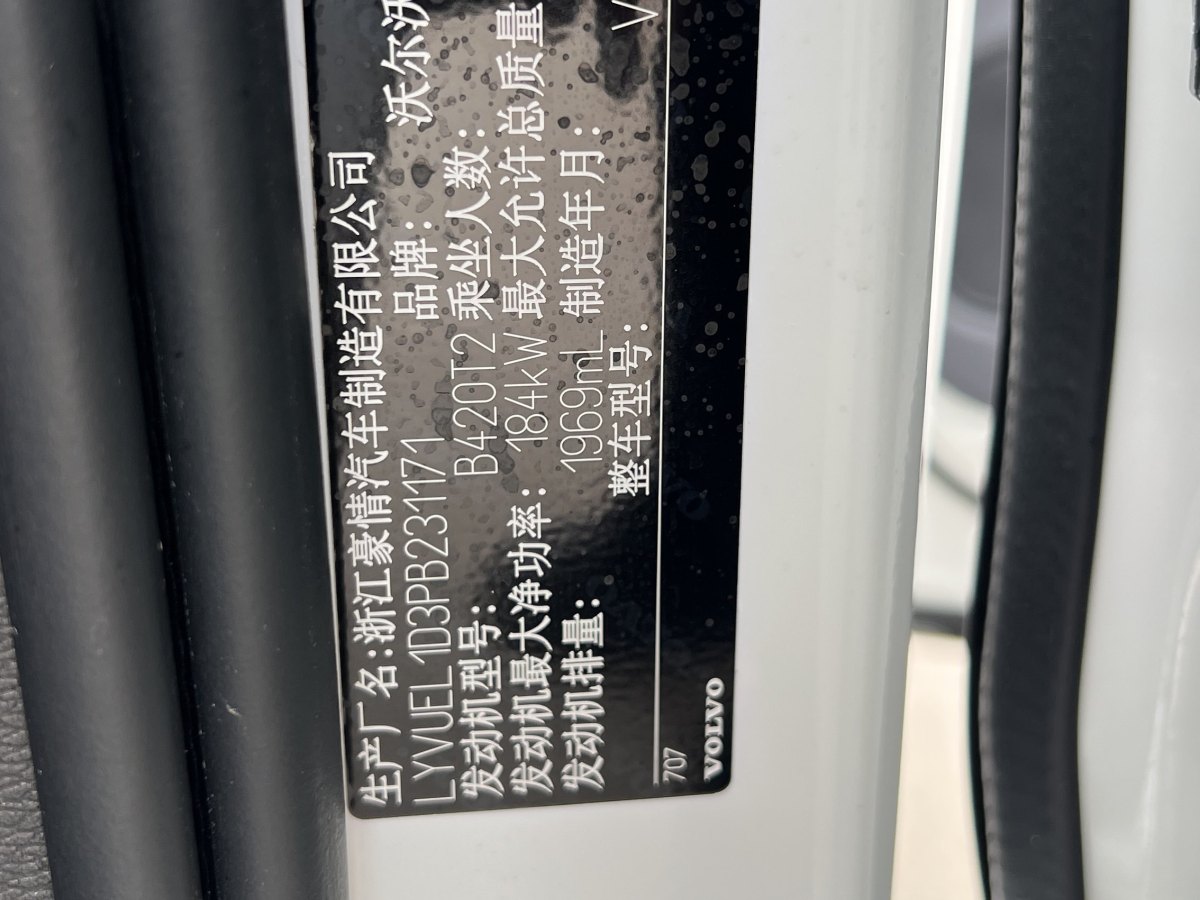 生产厂名:浙江豪情汽车制造有限公司
LYVUEL1D3PB231171 品牌: 沃尔沃
发动机型号: B420T2 乘坐人数:
发动机最大净功率: 184kW 最大允许总质量
发动机排量: 1969mL 制造年月:
整车型号: V
707
VOLVO